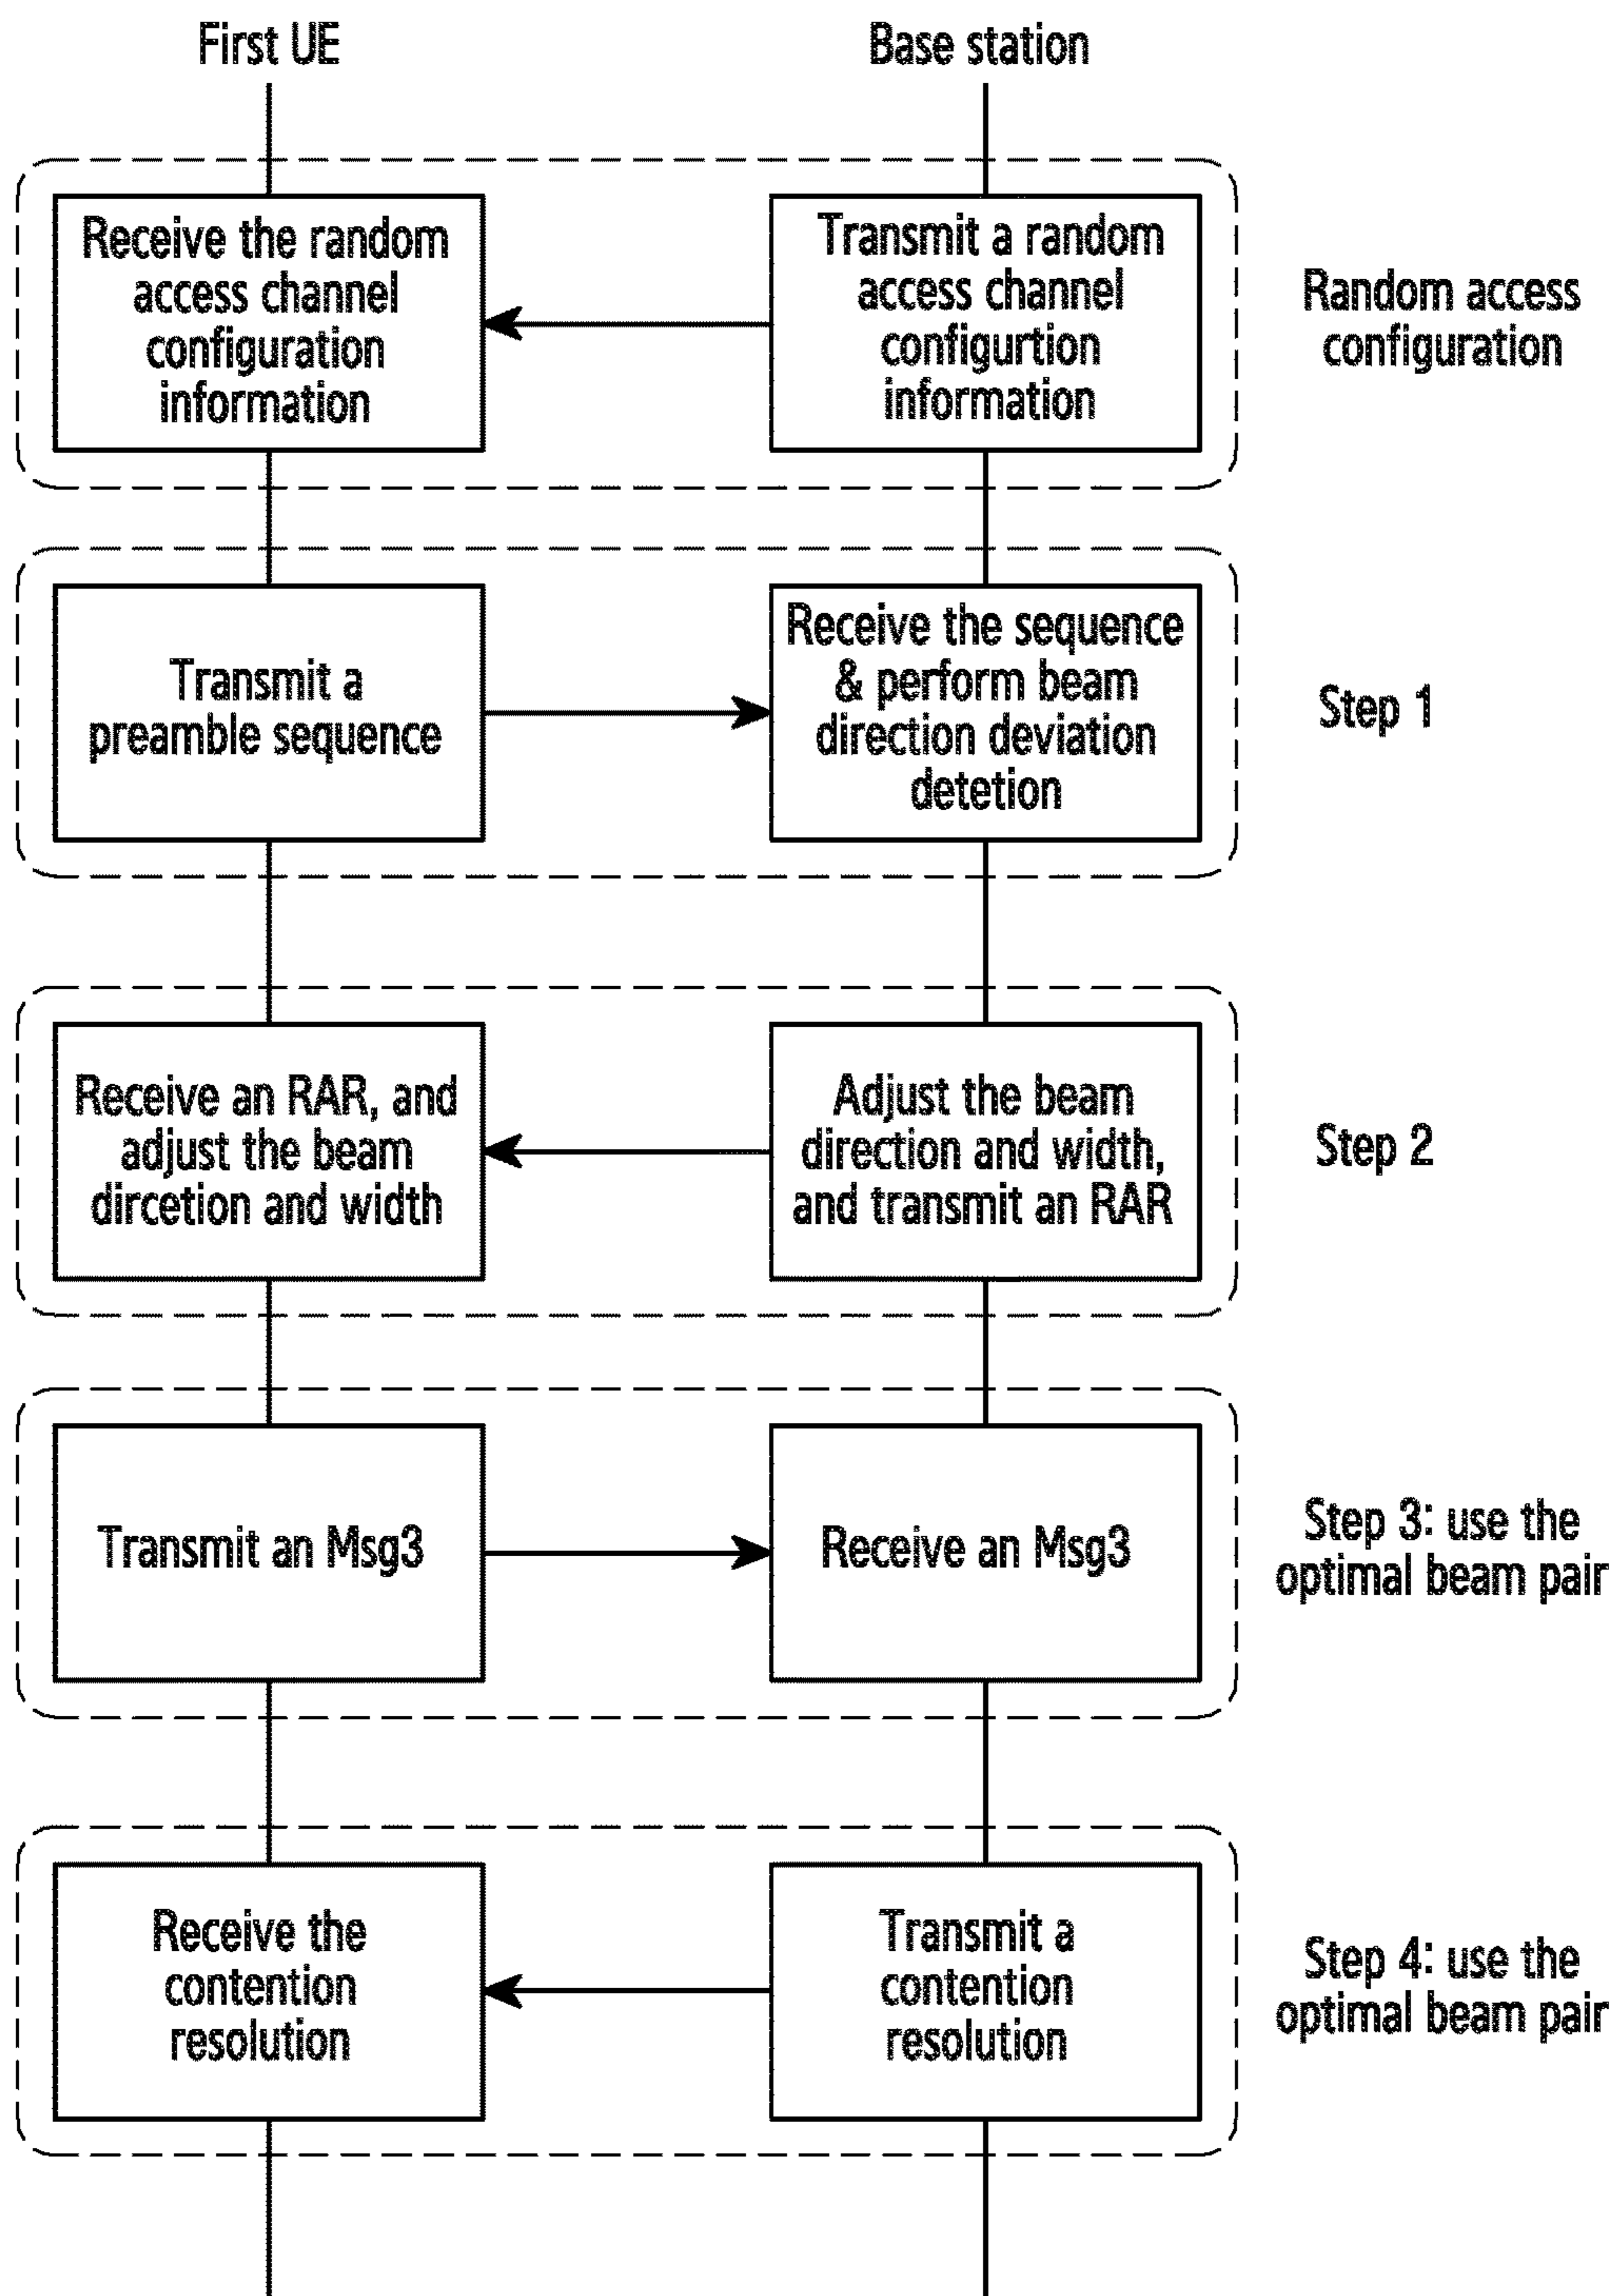 First UE
Base station
Receive the random
access channel
configuration
information
Transmit a random
access channel
configurtion
information
Random access
configuration
Transmit a
preamble sequence
Receive the sequence
& perform beam
direction deviation
detetion
Step 1
Receive an RAR, and
adjust the beam
dircetion and width
Adjust the beam
direction and width,
and transmit an RAR
Step 2
Transmit an Msg3
Receive an Msg3
Step 3: use the
optimal beam pair
Receive the
contention
resolution
Transmit a
contention
resolution
Step 4: use the
optimal beam pair